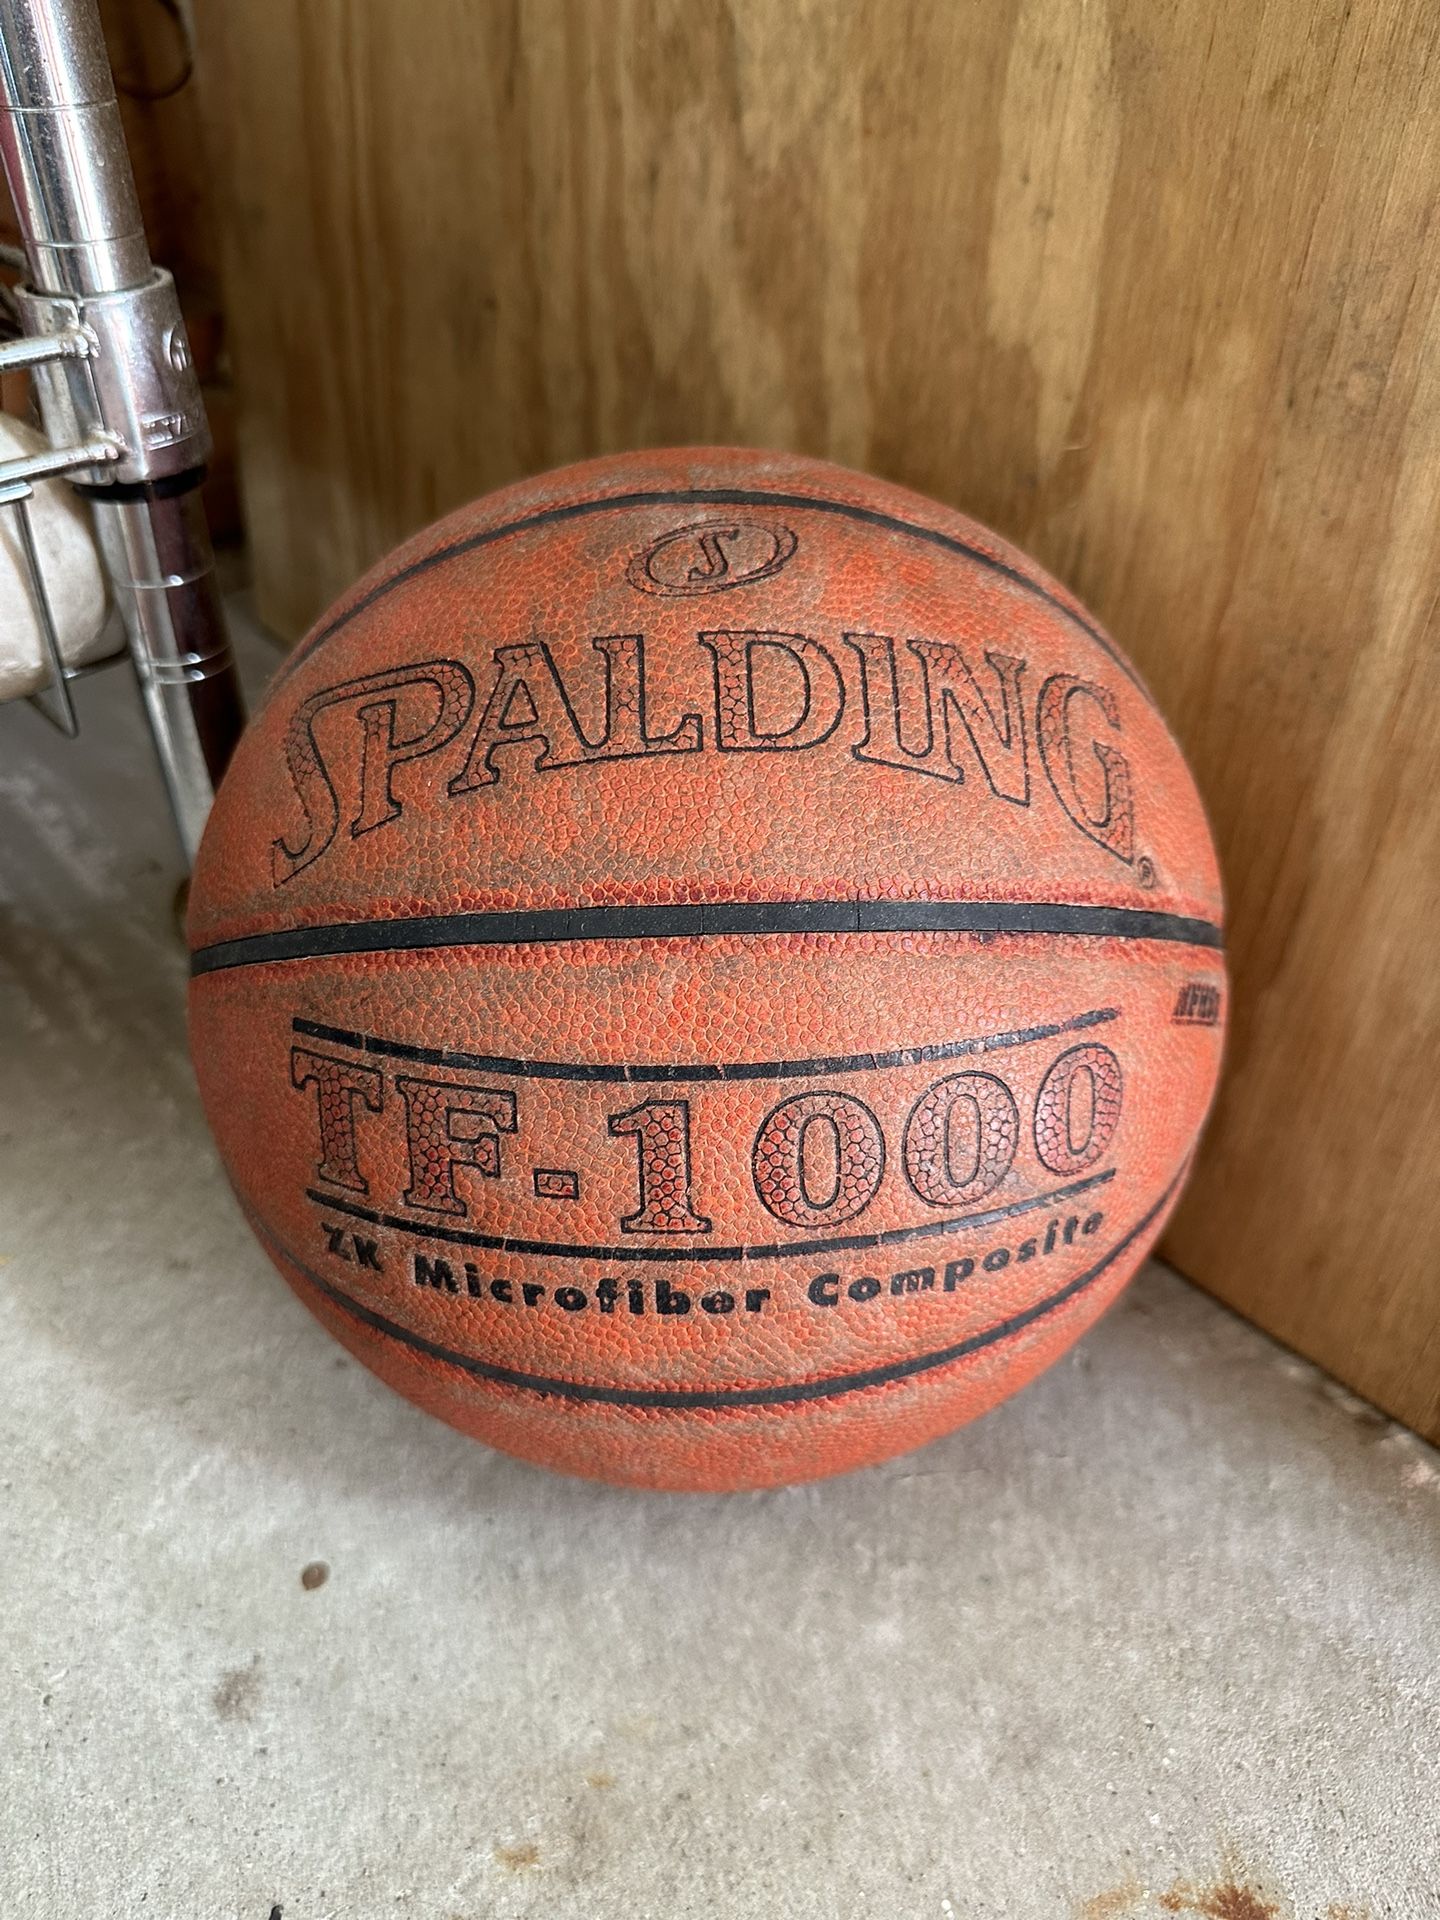 S
SPALDING®
TF-1000
ZK Microfiber Composite